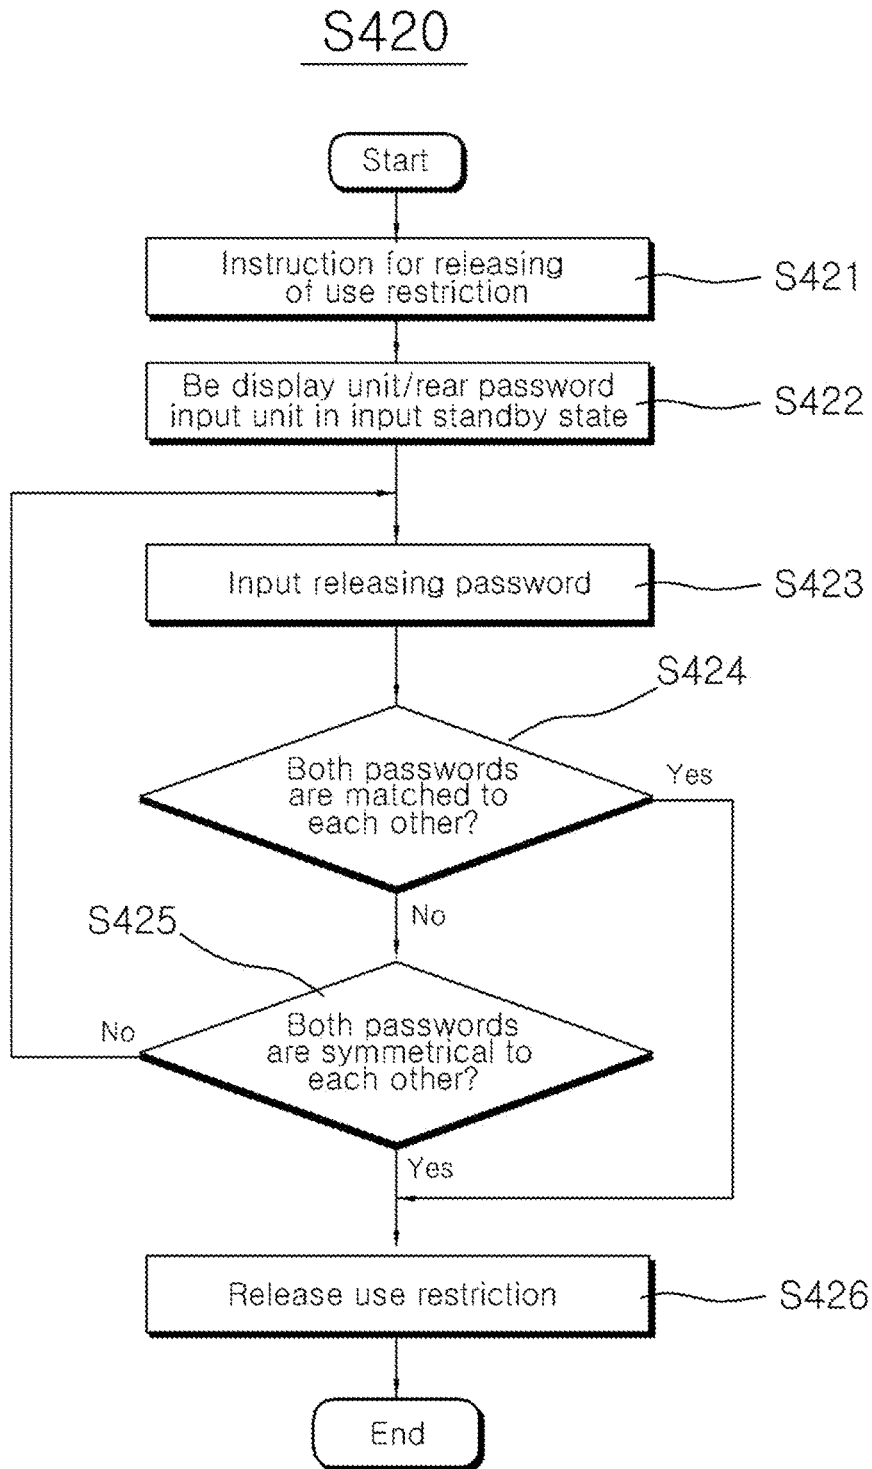 S420
Start
Instruction for releasing
of use restriction
S421
Be display unit/rear password
input unit in input standby state
S422
Input releasing password
S423
S424
Both passwords
are matched to
each other?
Yes
No
S425
Both passwords
are symmetrical to
each other?
No
Yes
Release use restriction
S426
End